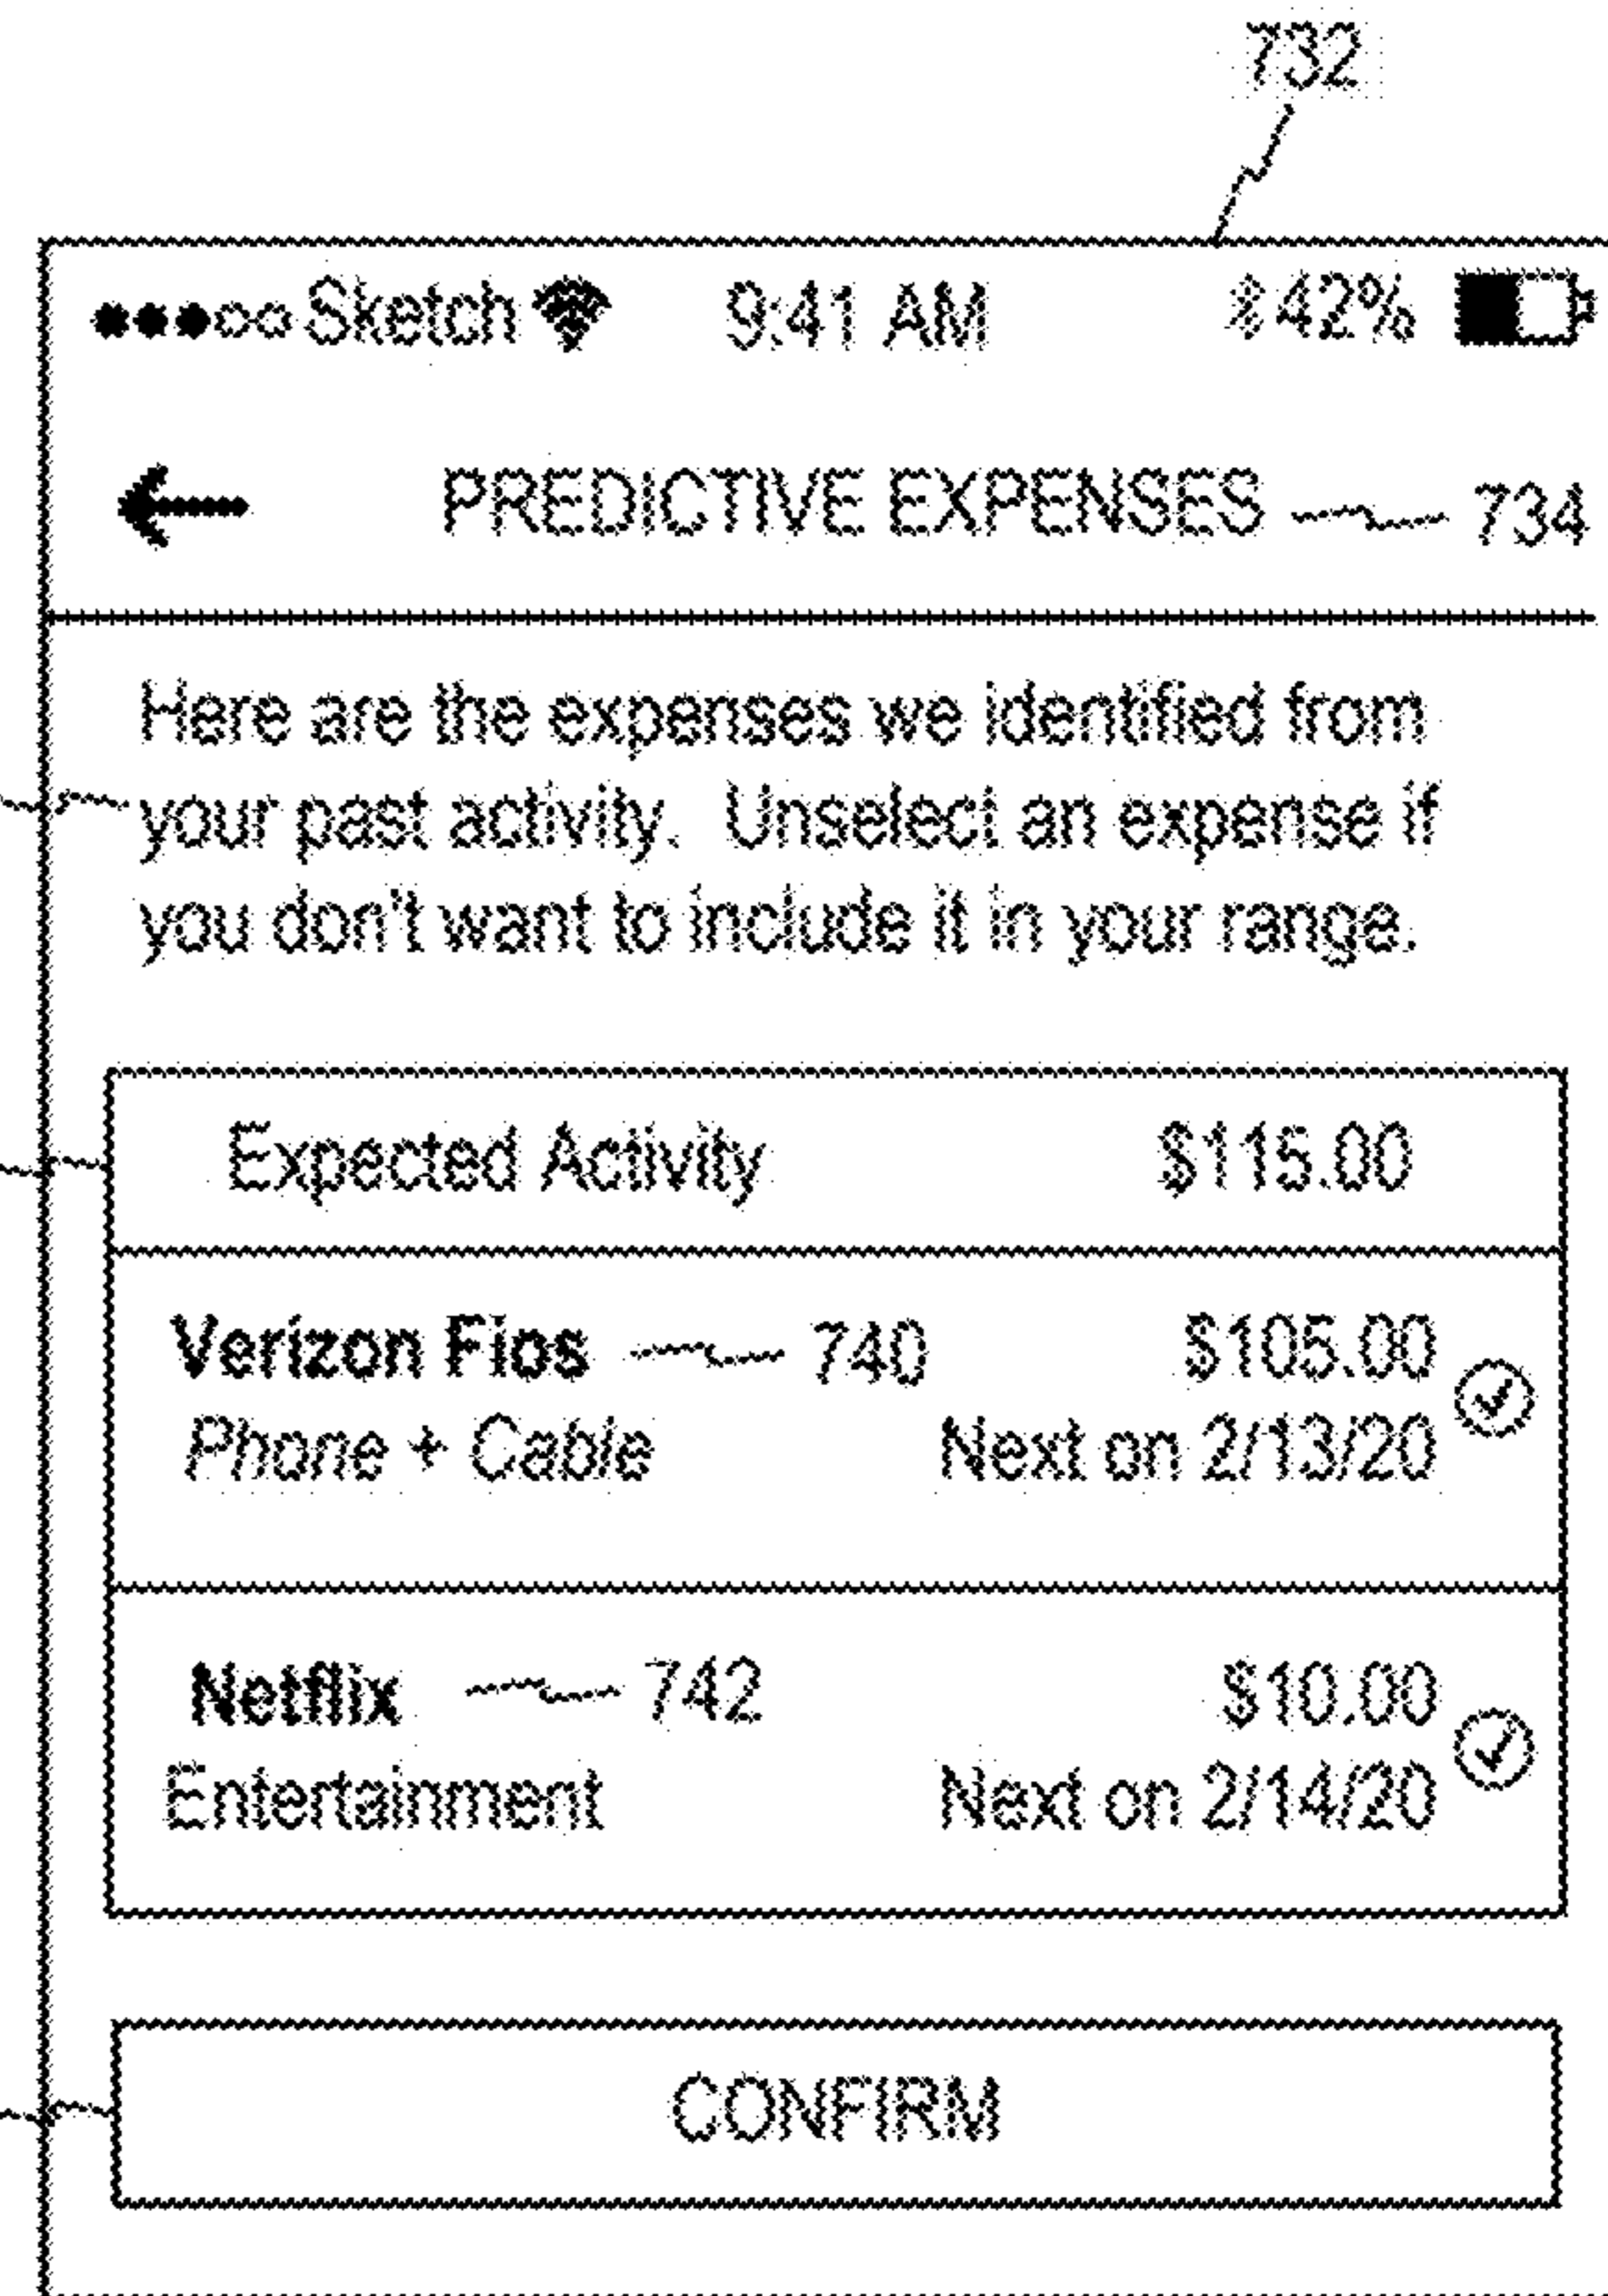 732
Sketch 9:41 AM 42%
PREDICTIVE EXPENSES 734
Here are the expenses we identified from
your past activity. Unselect an expense if
you don't want to include it in your range.
Expected Activity $115.00
Verizon Fios 740 $105.00
Phone + Cable Next on 2/13/20
Netflix 742 $10.00
Entertainment Next on 2/14/20
CONFIRM